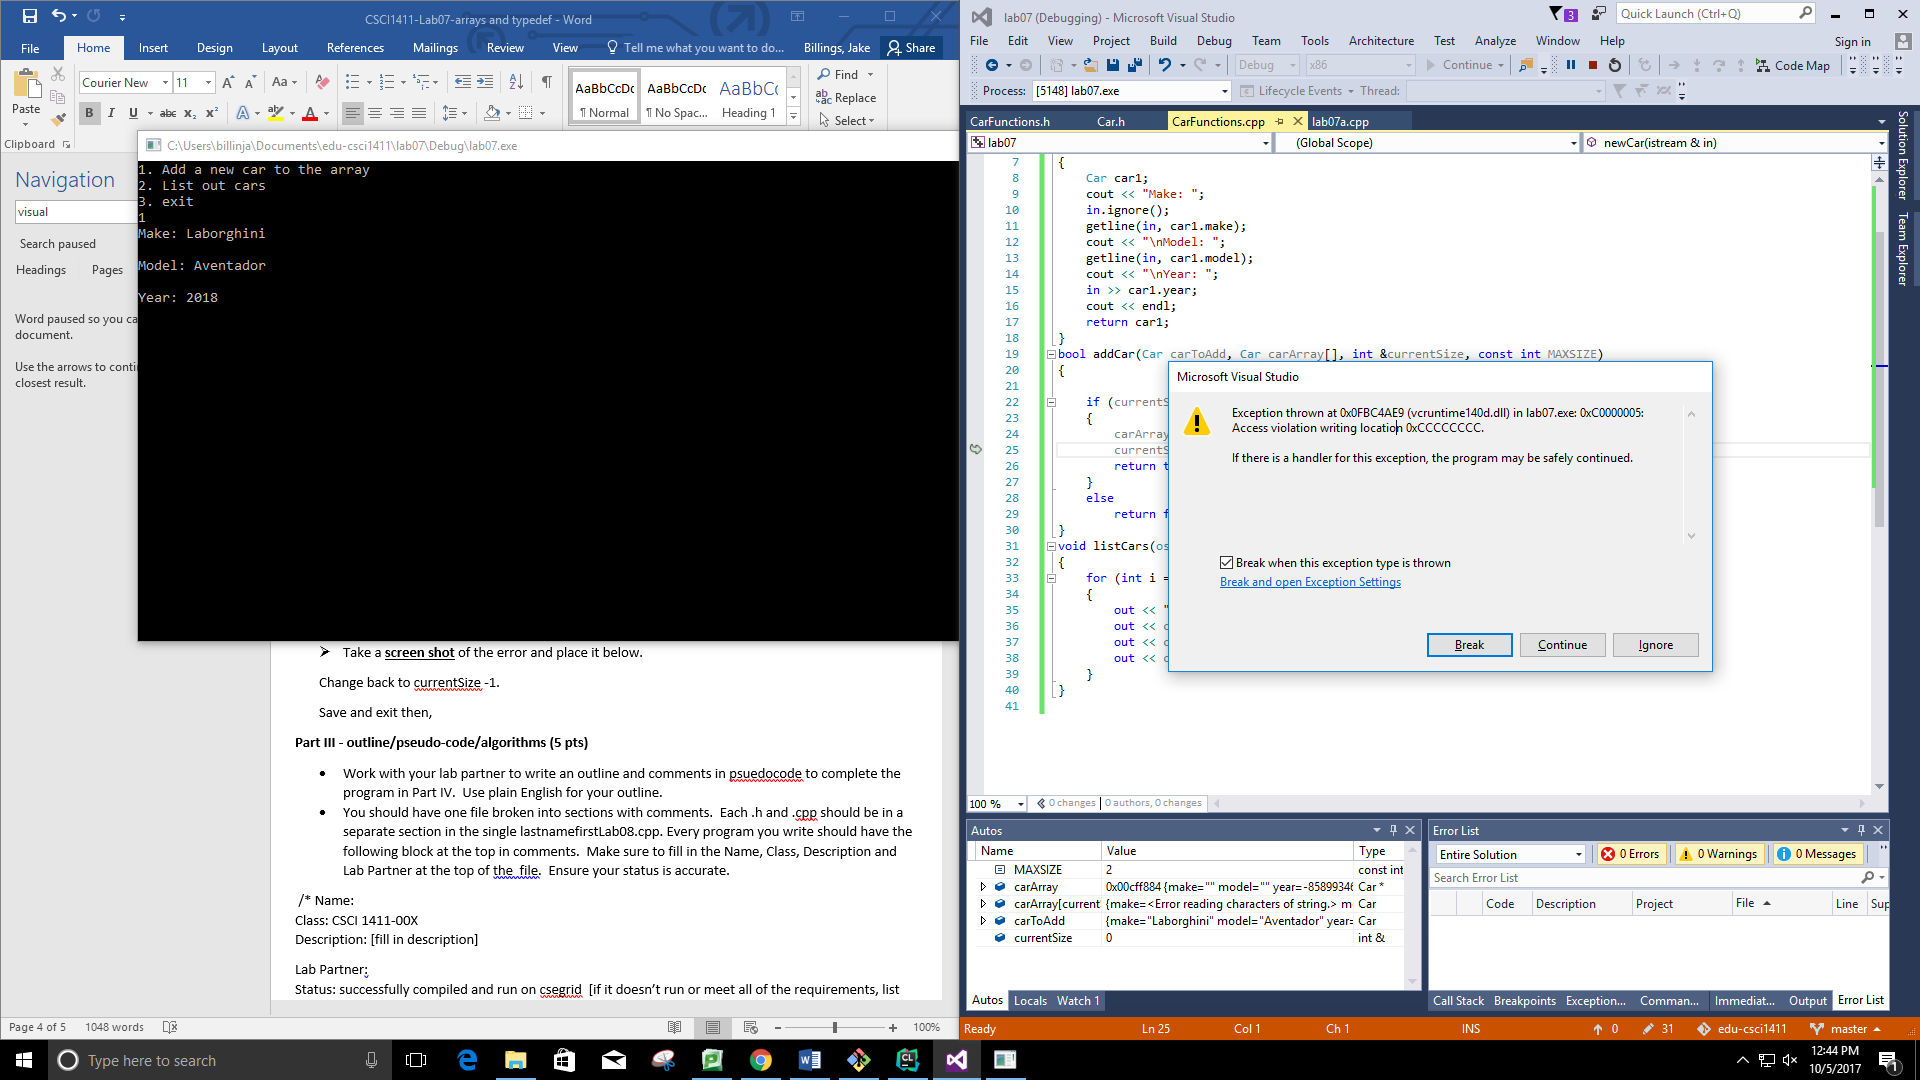 CSCI1411-Lab07-arrays and typedef - Word
File Home Insert Design Layout References Mailings Review View Tell me what you want to do... Billings, Jake Share
Courier New 11 Aa
Paste
B I U abc x₂ x² A ab A
AaBbCcDc AaBbCcDc AaBbCc
¶ Normal ¶ No Spac... Heading 1
Find
Replace
Select
Clipboard
Navigation
visual
Search paused
Headings Pages
Word paused so you ca
document.
Use the arrows to conti
closest result.
C:\Users\billinja\Documents\edu-csci1411\lab07\Debug\lab07.exe
1. Add a new car to the array
2. List out cars
3. exit
1
Make: Laborghini
Model: Aventador
Year: 2018
Take a screen shot of the error and place it below.
Change back to currentSize -1.
Save and exit then,
Part III - outline/pseudo-code/algorithms (5 pts)
• Work with your lab partner to write an outline and comments in psuedocode to complete the
program in Part IV. Use plain English for your outline.
• You should have one file broken into sections with comments. Each .h and .cpp should be in a
separate section in the single lastnamefirstLab08.cpp. Every program you write should have the
following block at the top in comments. Make sure to fill in the Name, Class, Description and
Lab Partner at the top of the file. Ensure your status is accurate.
/* Name:
Class: CSCI 1411-00X
Description: [fill in description]
Lab Partner:
Status: successfully compiled and run on csegrid [if it doesn't run or meet all of the requirements, list
Page 4 of 5 1048 words 100%
lab07 (Debugging) - Microsoft Visual Studio
3 Quick Launch (Ctrl+Q)
File Edit View Project Build Debug Team Tools Architecture Test Analyze Window Help Sign in
Debug x86 Continue Code Map
Process: [5148] lab07.exe Lifecycle Events Thread:
CarFunctions.h Car.h CarFunctions.cpp lab07a.cpp
lab07 (Global Scope) newCar(istream & in)
Solution Explorer
Team Explorer
7 {
8 Car car1;
9 cout << "Make: ";
10 in.ignore();
11 getline(in, car1.make);
12 cout << "\nModel: ";
13 getline(in, car1.model);
14 cout << "\nYear: ";
15 in >> car1.year;
16 cout << endl;
17 return car1;
18 }
19 bool addCar(Car carToAdd, Car carArray[], int &currentSize, const int MAXSIZE)
20 {
21
22 if (currentS
23 {
24 carArray
25 currentS
26 return t
27 }
28 else
29 return f
30 }
31 void listCars(os
32 {
33 for (int i =
34 {
35 out << "
36 out << c
37 out << c
38 out << c
39 }
40 }
41
Microsoft Visual Studio
Exception thrown at 0x0FBC4AE9 (vcruntime140d.dll) in lab07.exe: 0xC0000005:
Access violation writing location 0xCCCCCCCC.
If there is a handler for this exception, the program may be safely continued.
Break when this exception type is thrown
Break and open Exception Settings
Break Continue Ignore
100 % 0 changes | 0 authors, 0 changes
Autos
Name Value Type
MAXSIZE 2 const int
carArray 0x00cff884 {make="" model="" year=-85899346 Car *
carArray[current {make=<Error reading characters of string.> m Car
carToAdd {make="Laborghini" model="Aventador" year= Car
currentSize 0 int &
Autos Locals Watch 1
Error List
Entire Solution 0 Errors 0 Warnings 0 Messages
Search Error List
Code Description Project File Line Sup
Call Stack Breakpoints Exception... Comman... Immediat... Output Error List
Ready Ln 25 Col 1 Ch 1 INS 0 31 edu-csci1411 master
Type here to search
12:44 PM
10/5/2017
1